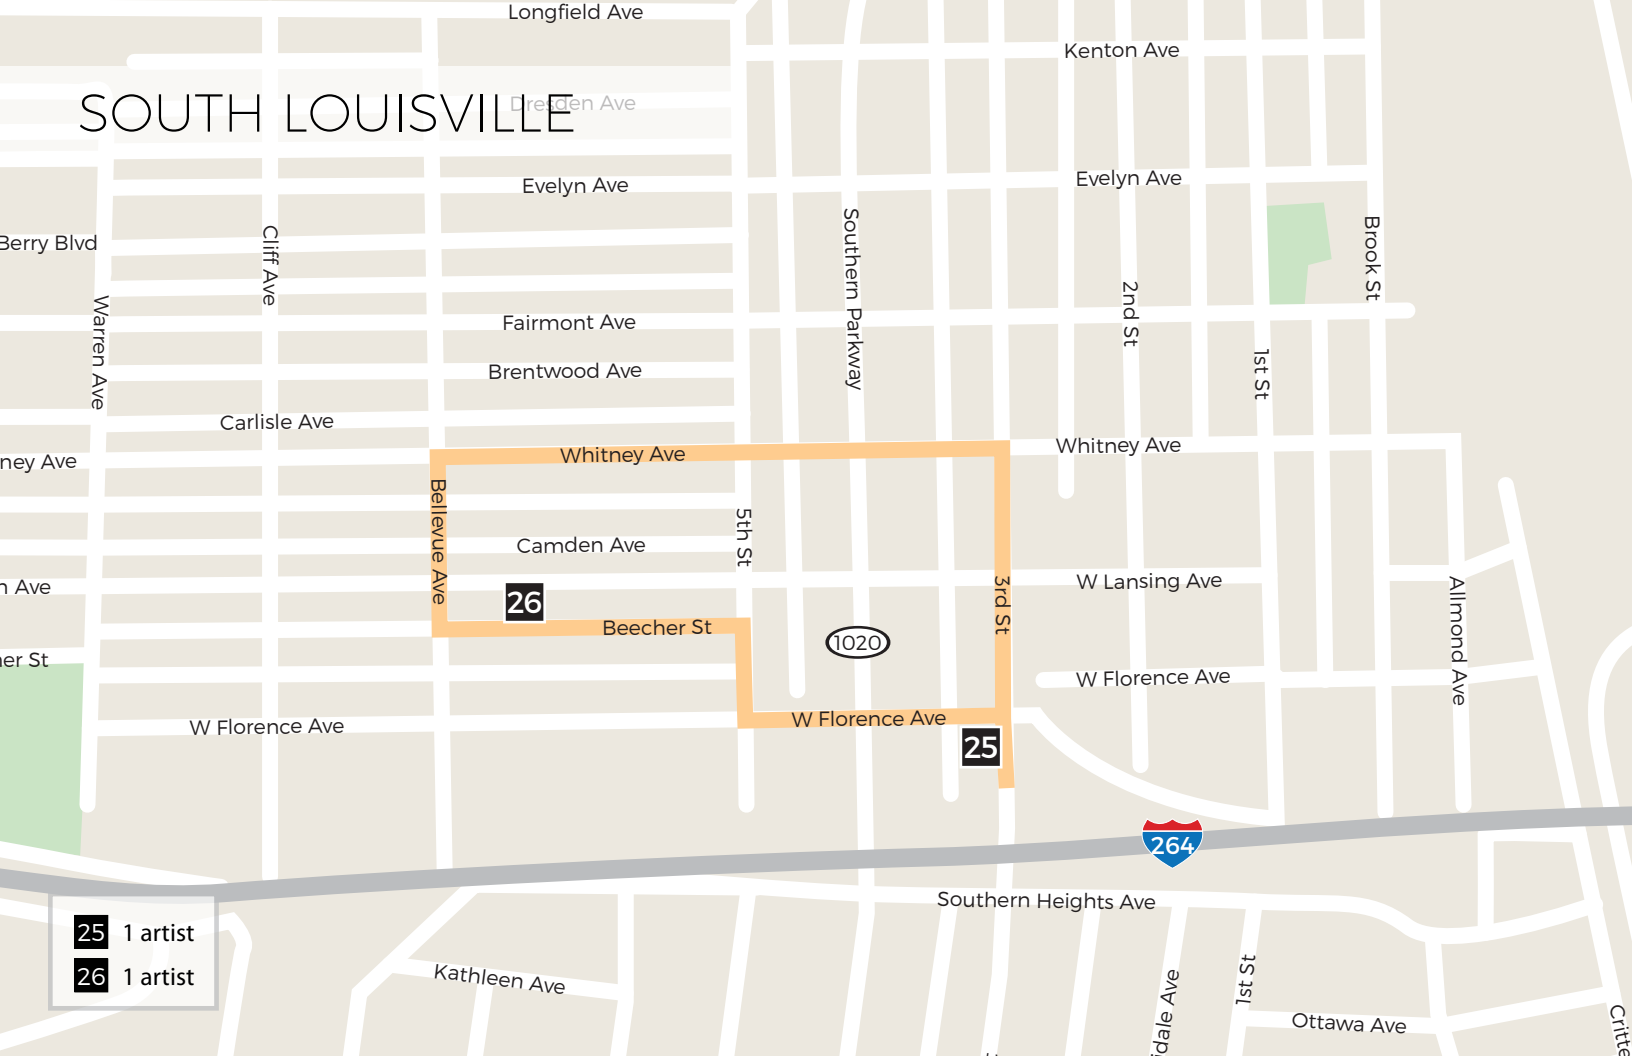 Longfield Ave
Kenton Ave
Dresden Ave
SOUTH LOUISVILLE
Evelyn Ave
Evelyn Ave
Berry Blvd
Cliff Ave
Southern Parkway
Brook St
Warren Ave
2nd St
Fairmont Ave
1st St
Brentwood Ave
Carlisle Ave
Whitney Ave
Whitney Ave
ney Ave
Bellevue Ave
5th St
Camden Ave
n Ave
26
3rd St
W Lansing Ave
Allmond Ave
Beecher St
1020
er St
W Florence Ave
W Florence Ave
W Florence Ave
25
264
Southern Heights Ave
25 1 artist
26 1 artist
Kathleen Ave
1st St
dale Ave
Ottawa Ave
Critte